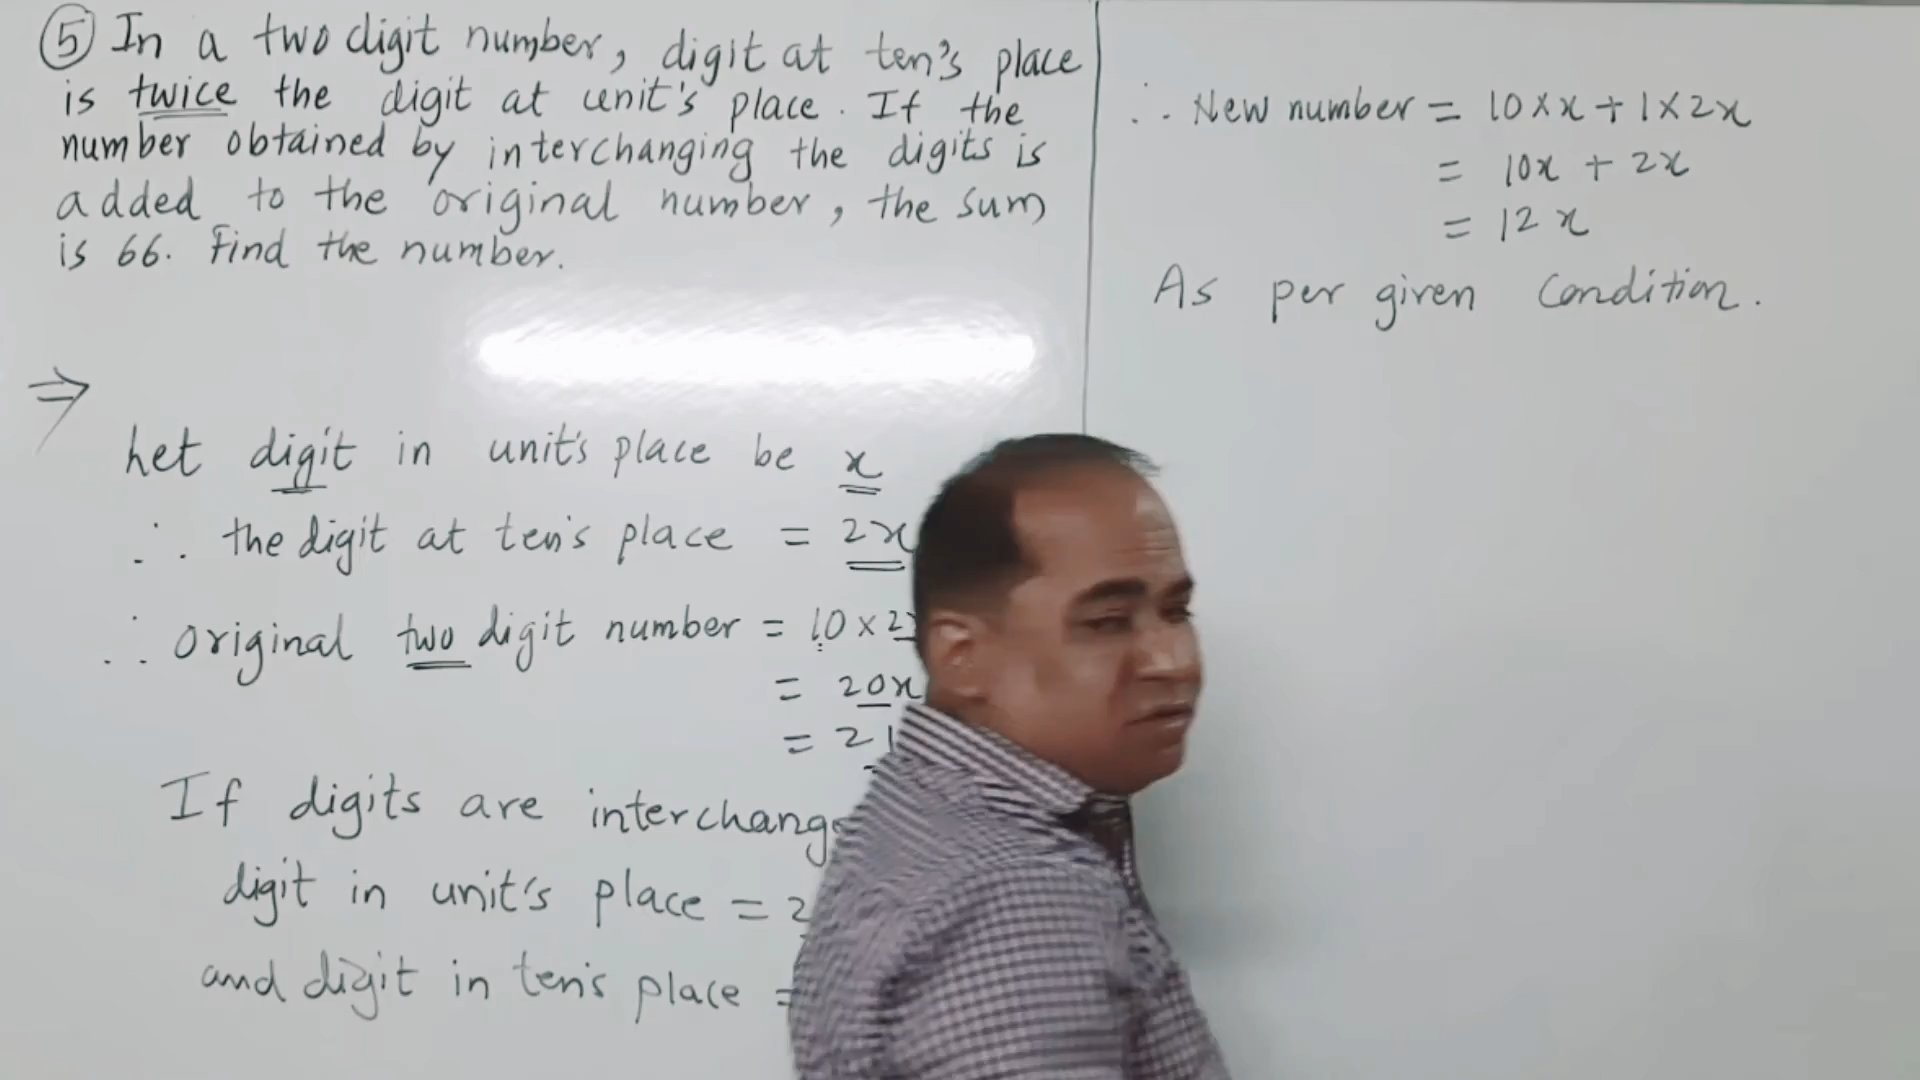 ⑤ In a two digit number, digit at ten's place
is twice the digit at unit's place. If the
number obtained by interchanging the digits is
added to the original number, the sum
is 66. Find the number.
⇒
Let digit in unit's place be x
∴ the digit at ten's place = 2x
∴ original two digit number = 10 × 2
= 20x
= 21
If digits are interchang
digit in unit's place = 2
and digit in ten's place =
∴ New number = 10 × x + 1 × 2x
= 10x + 2x
= 12x
As per given condition.